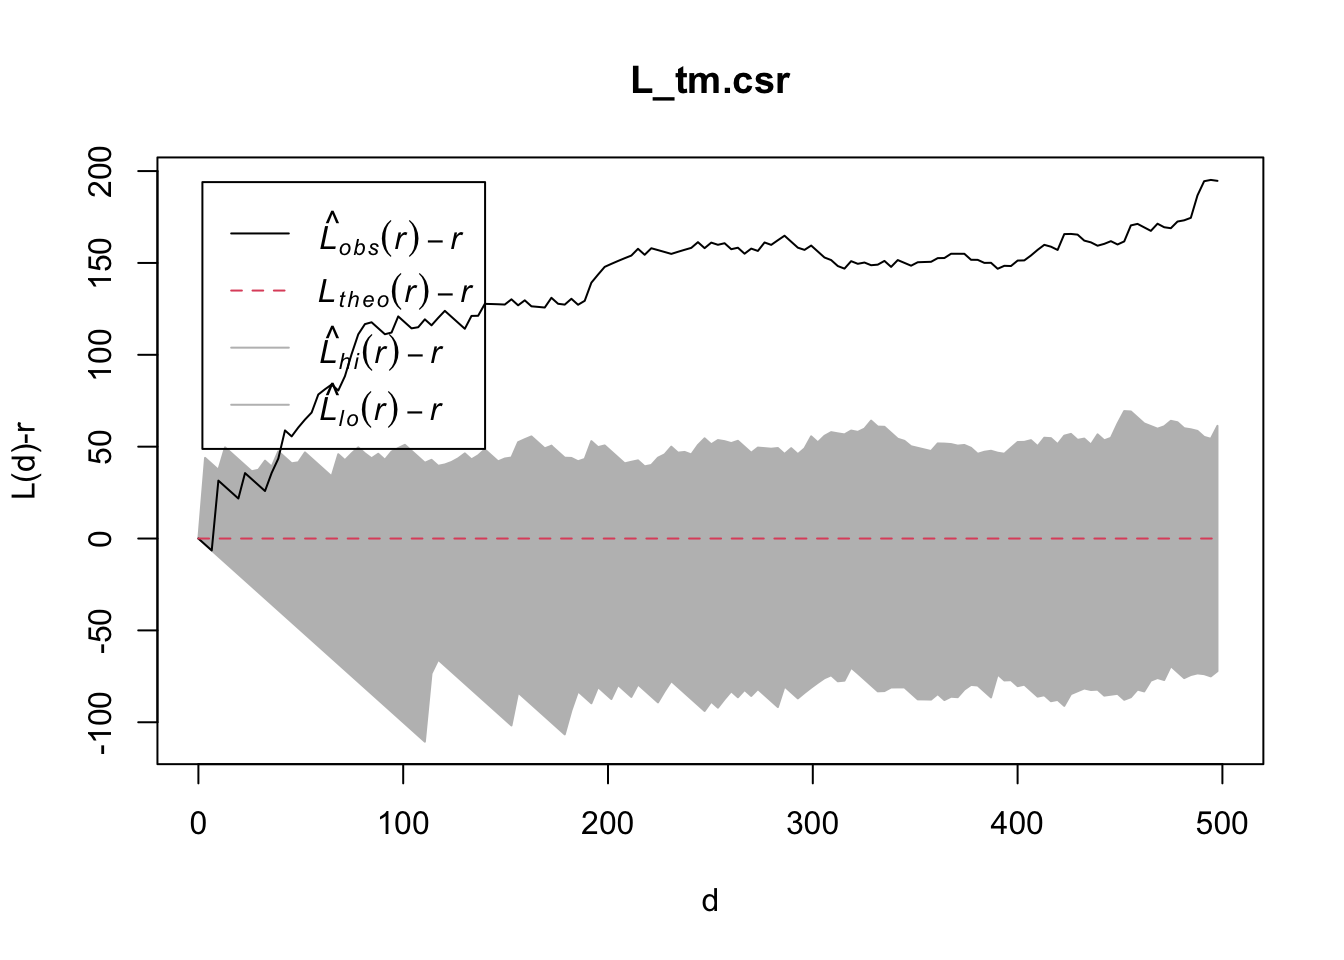 L_tm.csr
L(d)-r
200
150
100
50
0
-50
-100
L̂obs(r) − r
Ltheo(r) − r
L̂hi(r) − r
L̂lo(r) − r
0 100 200 300 400 500
d